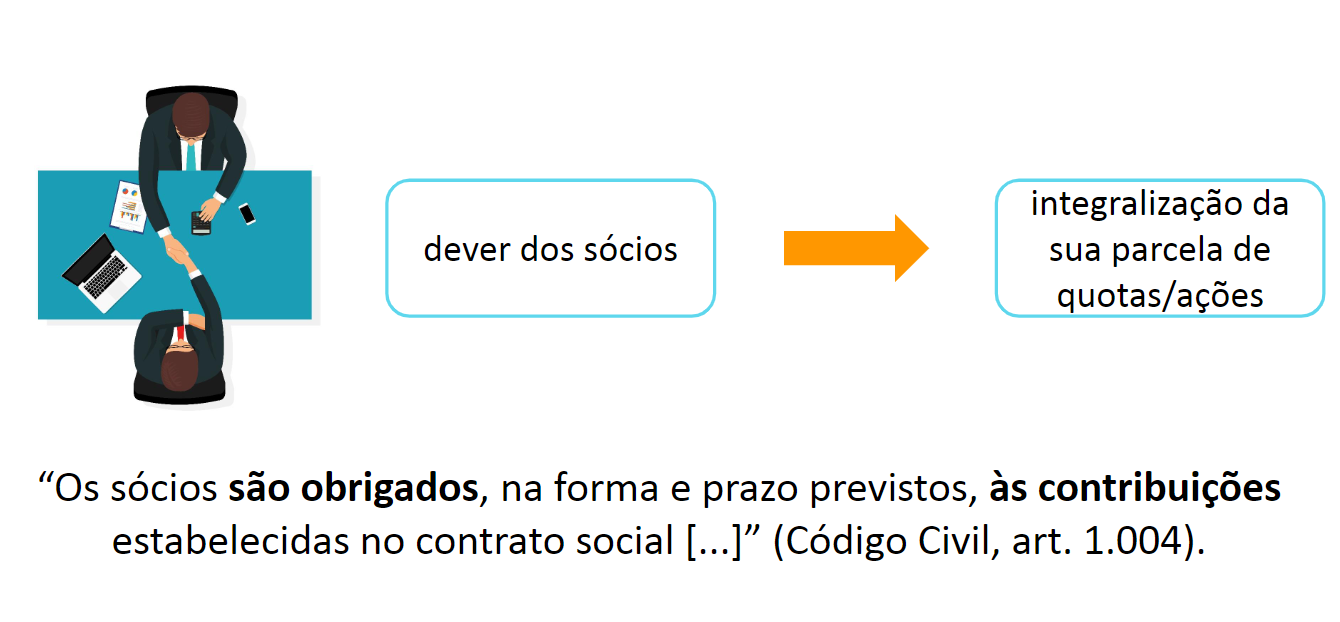 dever dos sócios
integralização da
sua parcela de
quotas/ações
“Os sócios são obrigados, na forma e prazo previstos, às contribuições
estabelecidas no contrato social [...]” (Código Civil, art. 1.004).